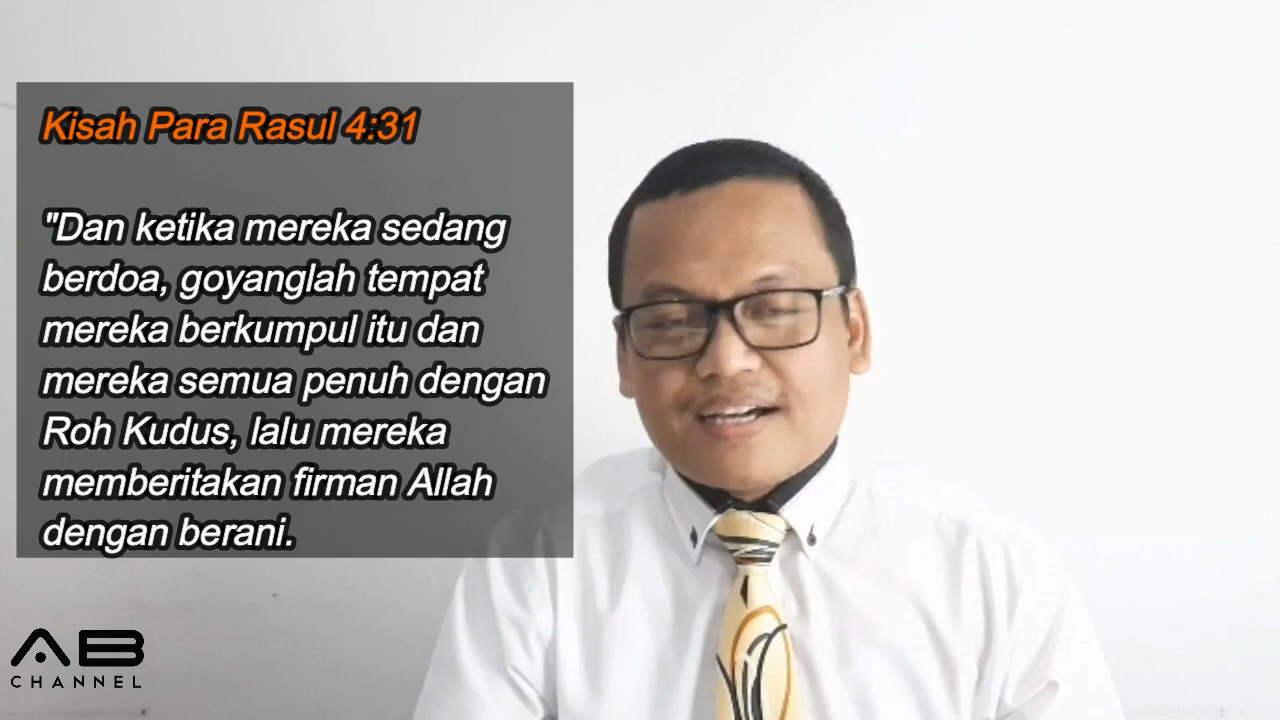 Kisah Para Rasul 4:31
"Dan ketika mereka sedang
berdoa, goyanglah tempat
mereka berkumpul itu dan
mereka semua penuh dengan
Roh Kudus, lalu mereka
memberitakan firman Allah
dengan berani.
AB
CHANNEL